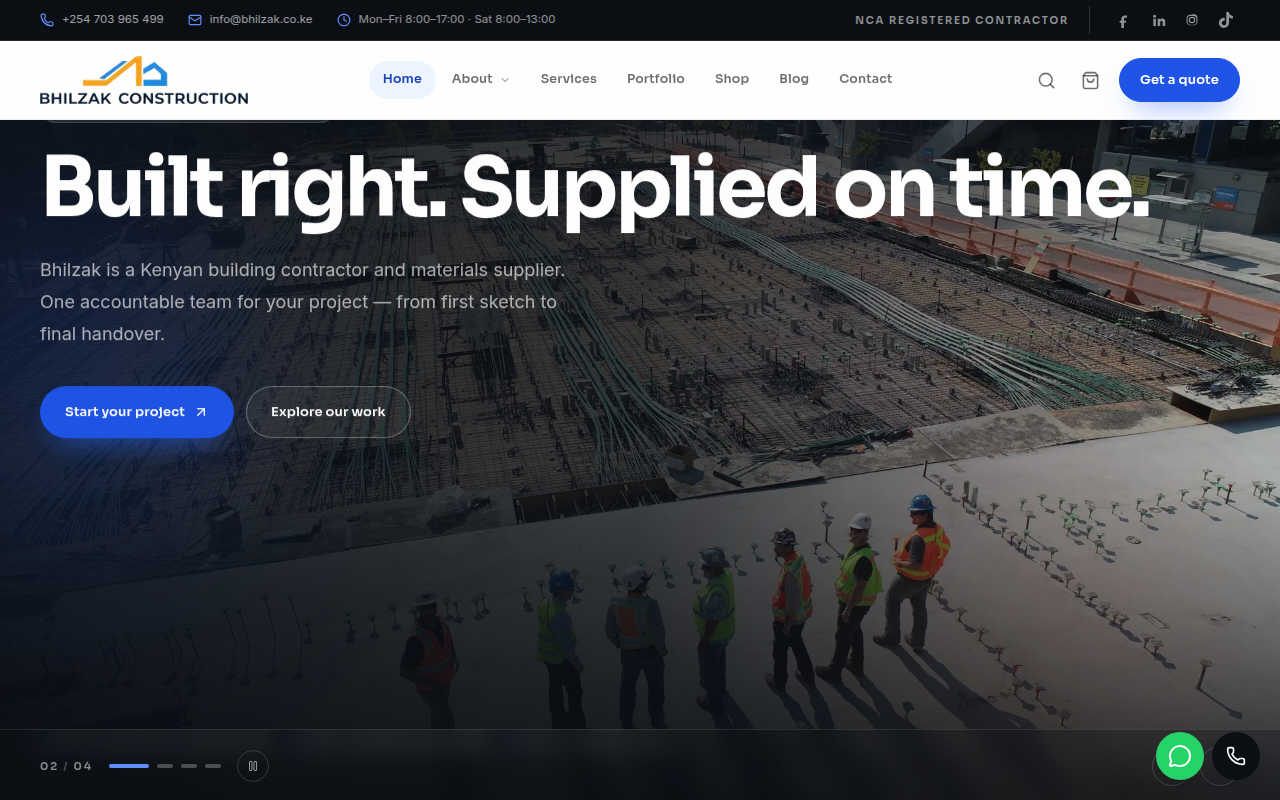 +254 703 965 499
info@bhilzak.co.ke
Mon–Fri 8:00–17:00 · Sat 8:00–13:00
NCA REGISTERED CONTRACTOR
BHILZAK CONSTRUCTION
Home
About
Services
Portfolio
Shop
Blog
Contact
Get a quote
Built right. Supplied on time.
Bhilzak is a Kenyan building contractor and materials supplier.
One accountable team for your project — from first sketch to
final handover.
Start your project
Explore our work
02 / 04